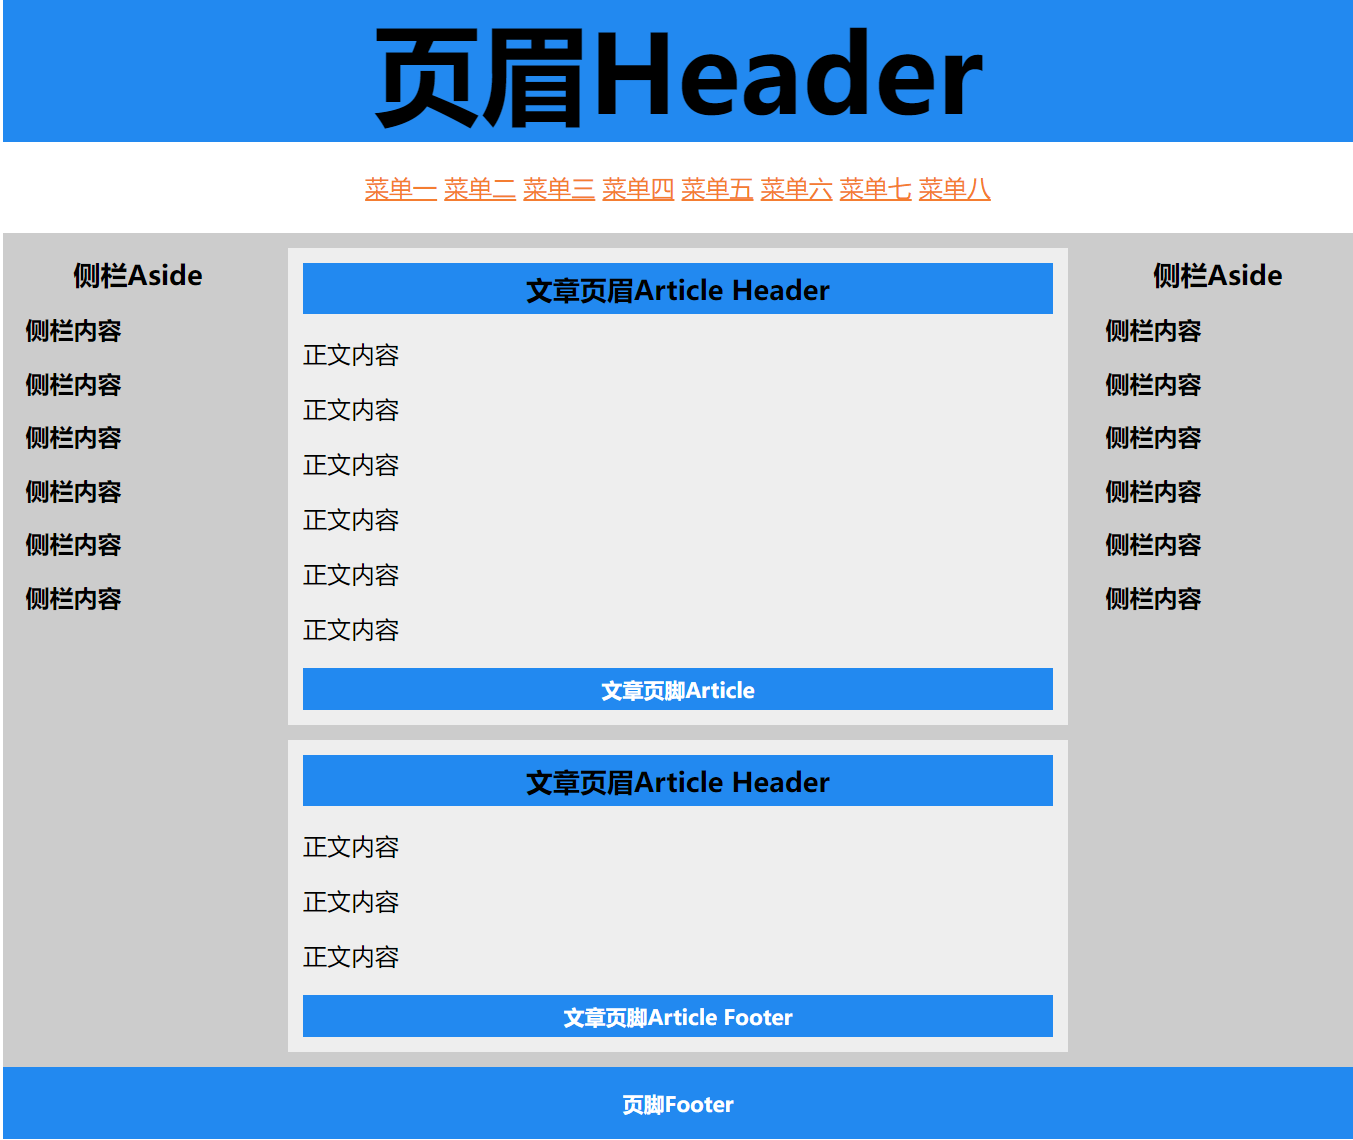 页眉Header
菜单一 菜单二 菜单三 菜单四 菜单五 菜单六 菜单七 菜单八
侧栏Aside
侧栏内容
侧栏内容
侧栏内容
侧栏内容
侧栏内容
侧栏内容
文章页眉Article Header
正文内容
正文内容
正文内容
正文内容
正文内容
正文内容
文章页脚Article
文章页眉Article Header
正文内容
正文内容
正文内容
文章页脚Article Footer
侧栏Aside
侧栏内容
侧栏内容
侧栏内容
侧栏内容
侧栏内容
侧栏内容
页脚Footer